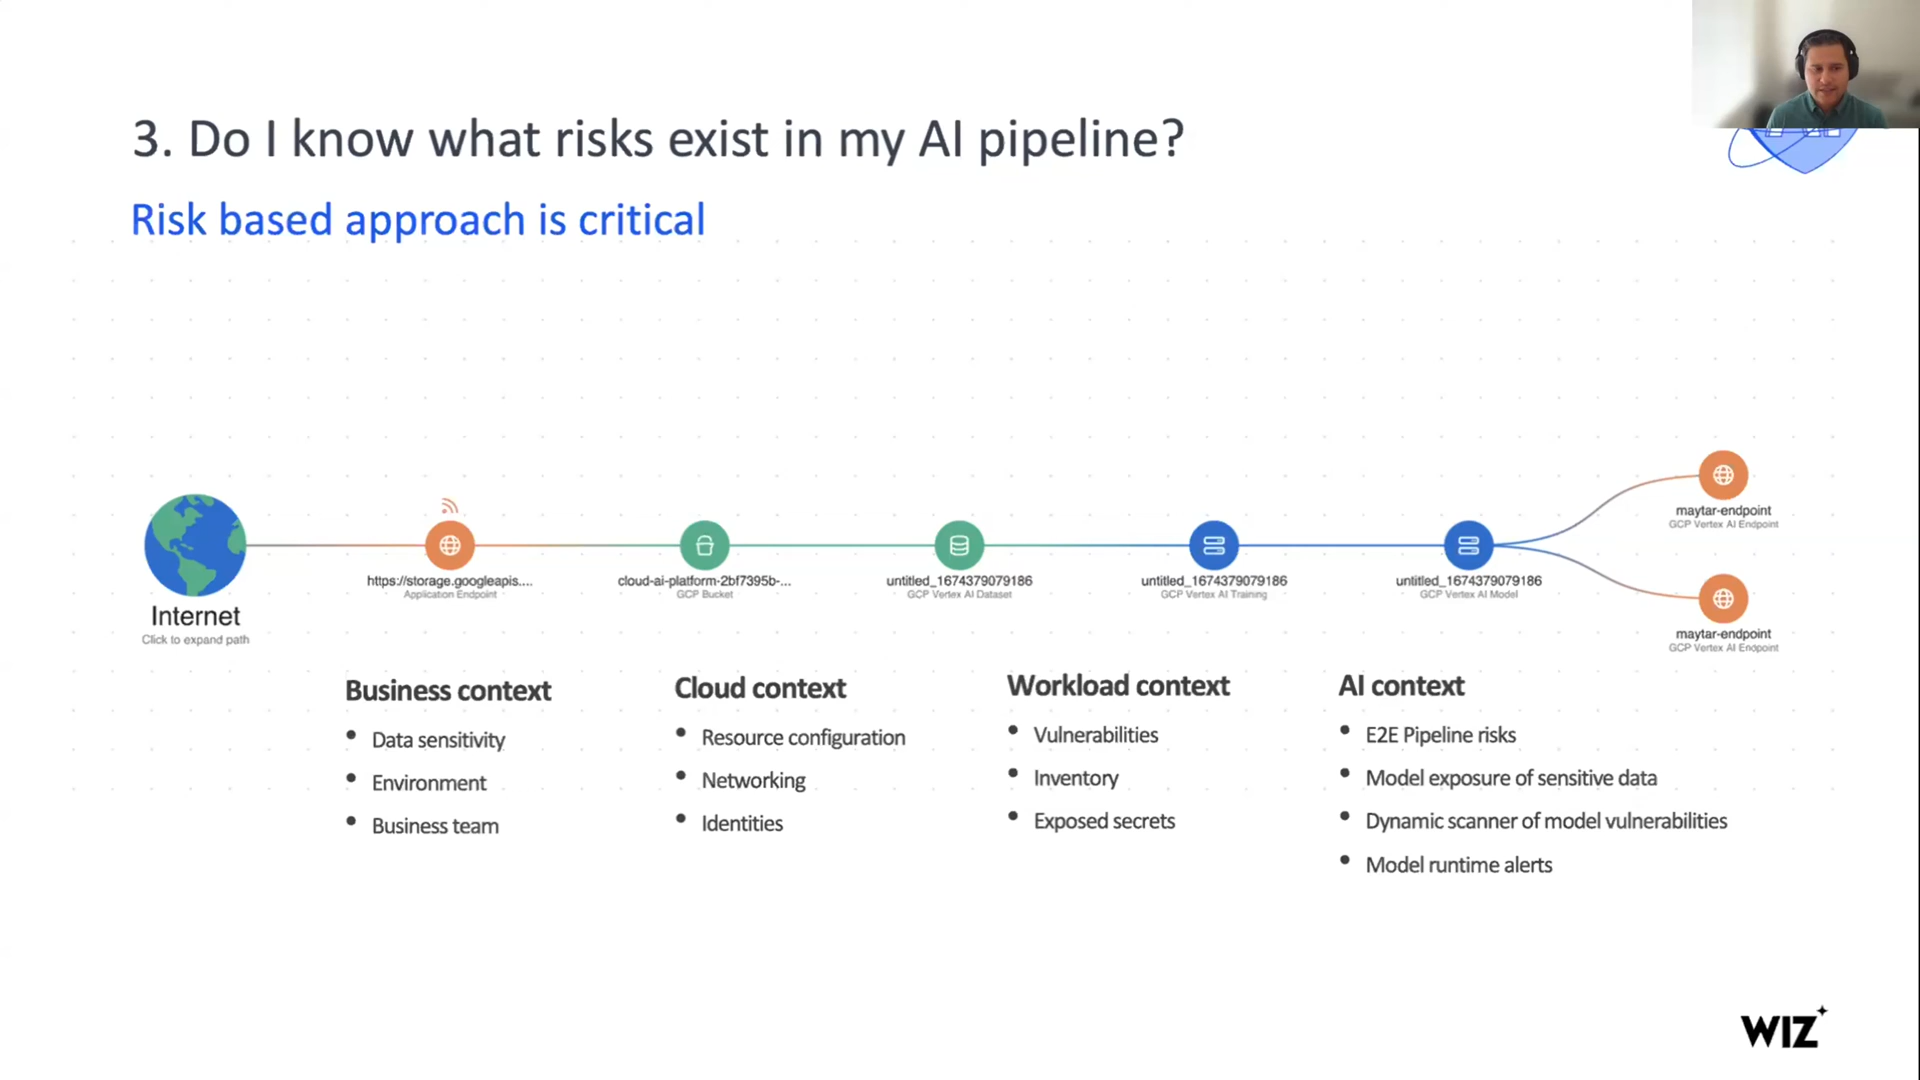 3. Do I know what risks exist in my AI pipeline?
Risk based approach is critical
Internet
Click to expand path
https://storage.googleapis....
Application Endpoint
cloud-ai-platform-2bf7395b-...
GCP Bucket
untitled_1674379079186
GCP Vertex AI Dataset
untitled_1674379079186
GCP Vertex AI Training
untitled_1674379079186
GCP Vertex AI Model
maytar-endpoint
GCP Vertex AI Endpoint
maytar-endpoint
GCP Vertex AI Endpoint
Business context
• Data sensitivity
• Environment
• Business team
Cloud context
• Resource configuration
• Networking
• Identities
Workload context
• Vulnerabilities
• Inventory
• Exposed secrets
AI context
• E2E Pipeline risks
• Model exposure of sensitive data
• Dynamic scanner of model vulnerabilities
• Model runtime alerts
WIZ